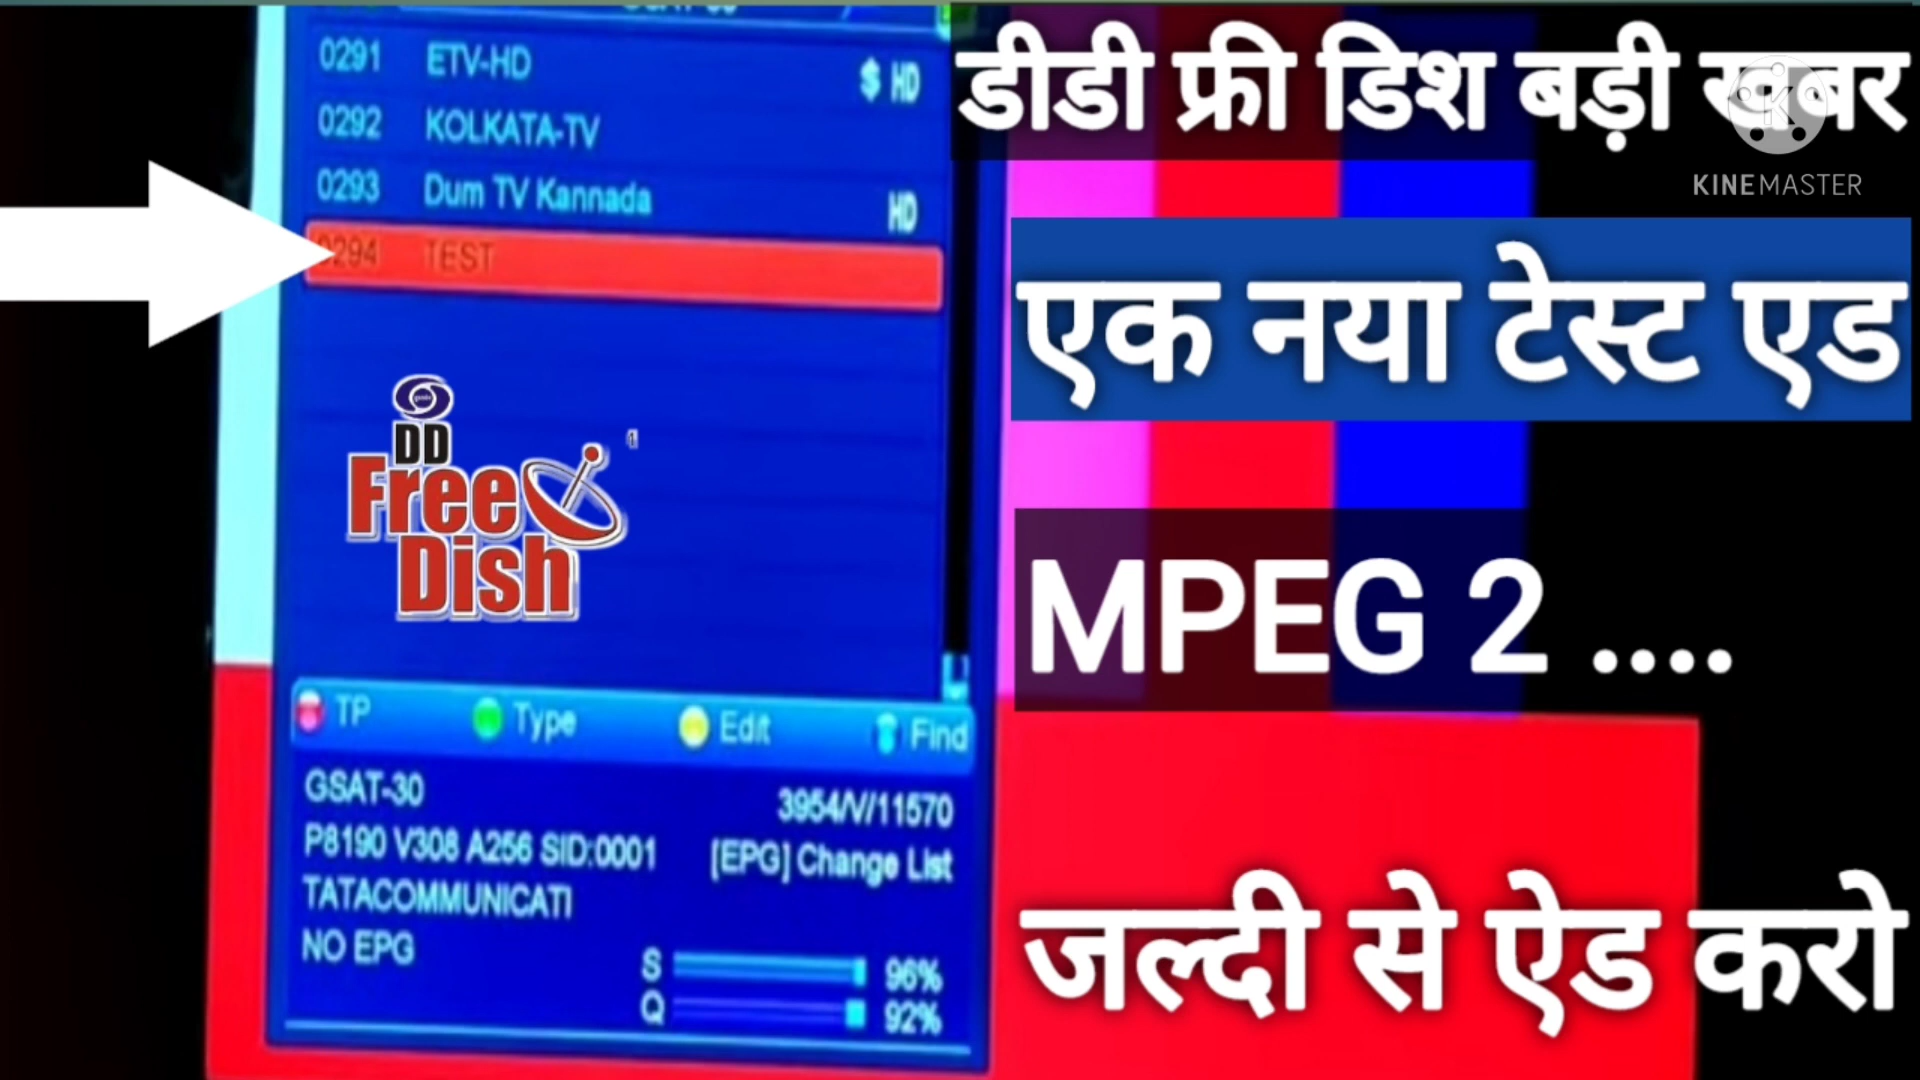 0291 ETV-HD $ HD
0292 KOLKATA-TV
0293 Dum TV Kannada HD
0294 TEST
DD
Free
Dish
TP Type Edit Find
GSAT-30 3954/V/11570
P8190 V308 A256 SID:0001 [EPG] Change List
TATACOMMUNICATI
NO EPG
S 96%
Q 92%
डीडी फ्री डिश बड़ी खबर
KINEMASTER
एक नया टेस्ट एड
MPEG 2 ....
जल्दी से ऐड करो